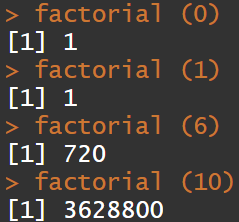 > factorial (0)
[1] 1
> factorial (1)
[1] 1
> factorial (6)
[1] 720
> factorial (10)
[1] 3628800